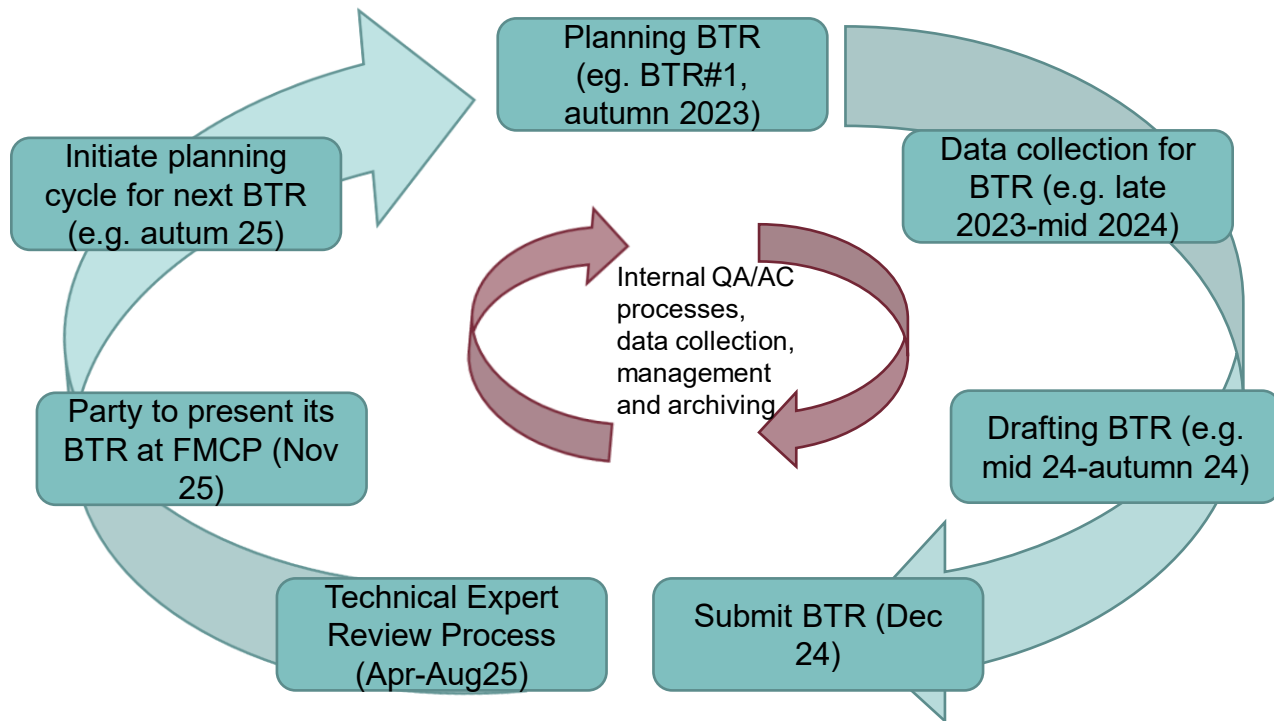 Planning BTR
(eg. BTR#1,
autumn 2023)
Data collection for
BTR (e.g. late
2023-mid 2024)
Drafting BTR (e.g.
mid 24-autumn 24)
Submit BTR (Dec
24)
Technical Expert
Review Process
(Apr-Aug25)
Party to present its
BTR at FMCP (Nov
25)
Initiate planning
cycle for next BTR
(e.g. autum 25)
Internal QA/AC
processes,
data collection,
management
and archiving